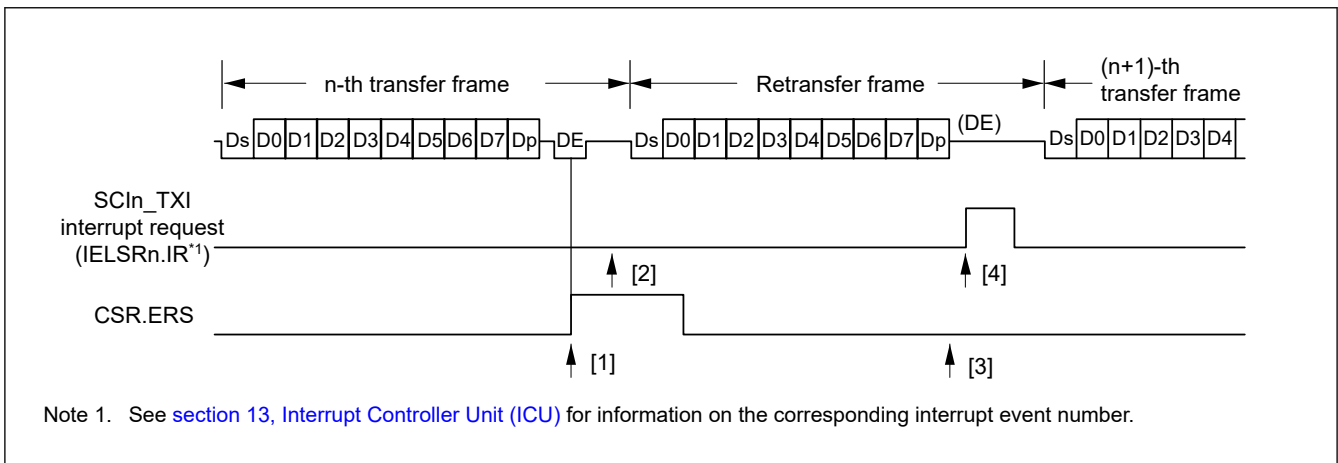 n-th transfer frame Retransfer frame (n+1)-th
transfer frame
Ds D0 D1 D2 D3 D4 D5 D6 D7 Dp DE Ds D0 D1 D2 D3 D4 D5 D6 D7 Dp (DE) Ds D0 D1 D2 D3 D4
SCIn_TXI
interrupt request
(IELSRn.IR*1)
[2] [4]
CSR.ERS
[1] [3]
Note 1. See section 13, Interrupt Controller Unit (ICU) for information on the corresponding interrupt event number.